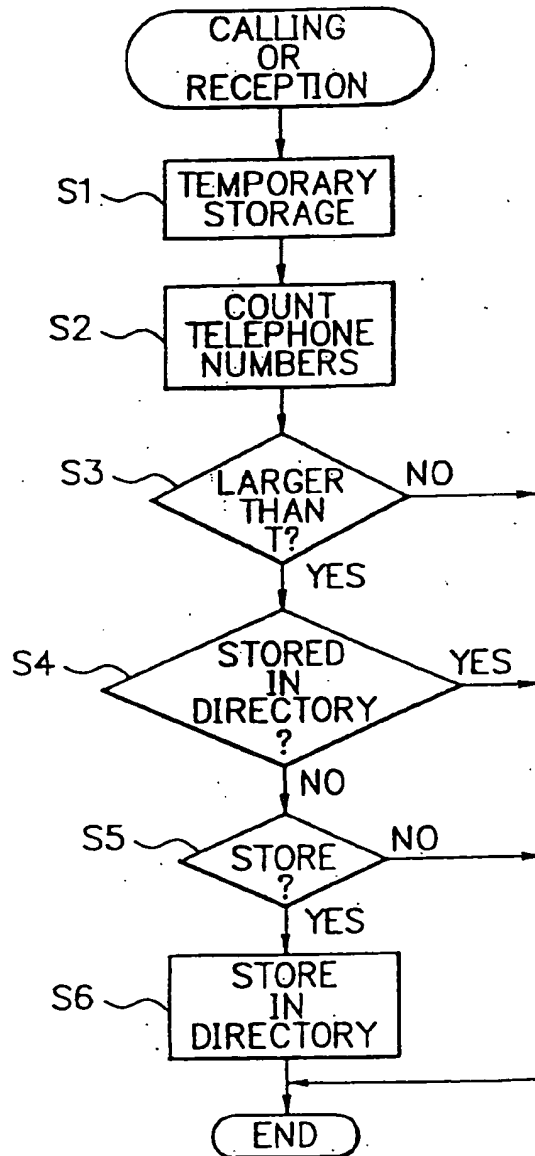 CALLING
OR
RECEPTION
S1
TEMPORARY
STORAGE
S2
COUNT
TELEPHONE
NUMBERS
S3
LARGER
THAN
T?
NO
YES
S4
STORED
IN
DIRECTORY
?
YES
NO
S5
STORE
?
NO
YES
S6
STORE
IN
DIRECTORY
END